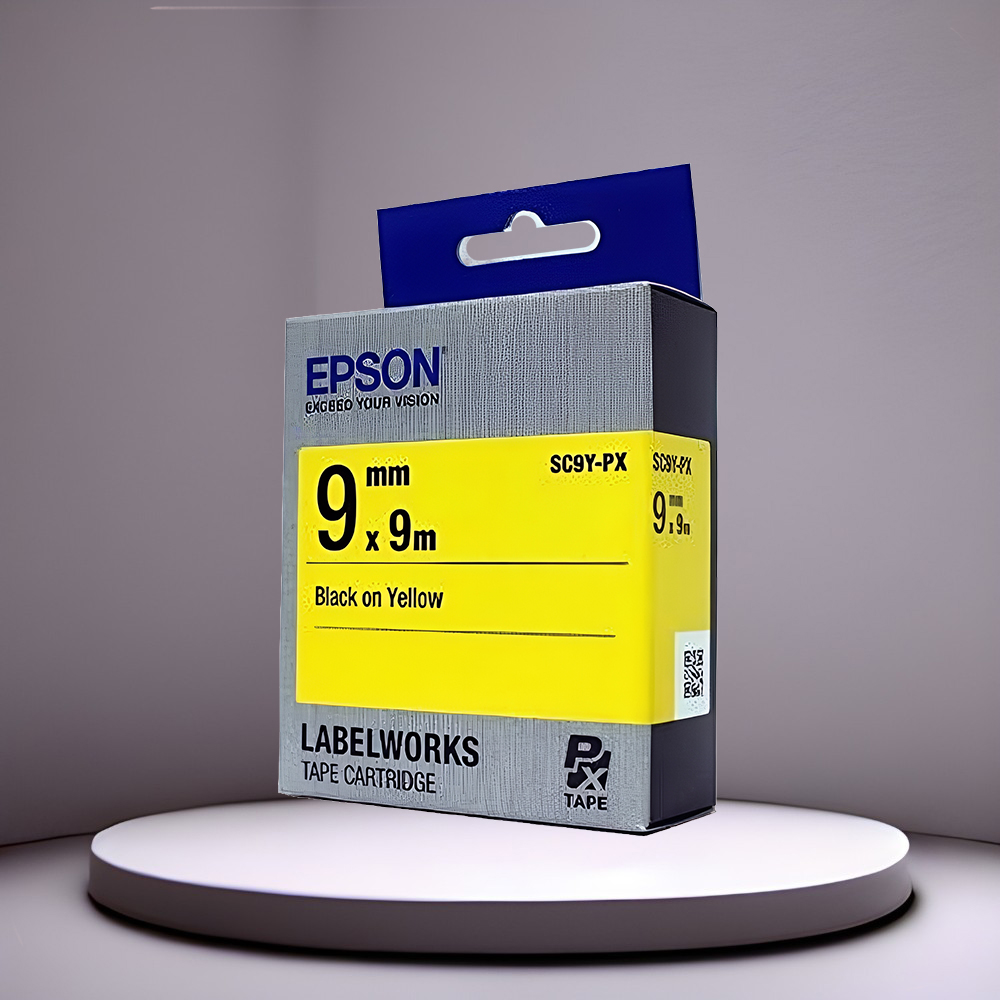 EPSON
EXCEED YOUR VISION
9 mm x 9m
SC9Y-PX
Black on Yellow
LABELWORKS
TAPE CARTRIDGE
PX
TAPE
SC9Y-PX
9 mm x 9m